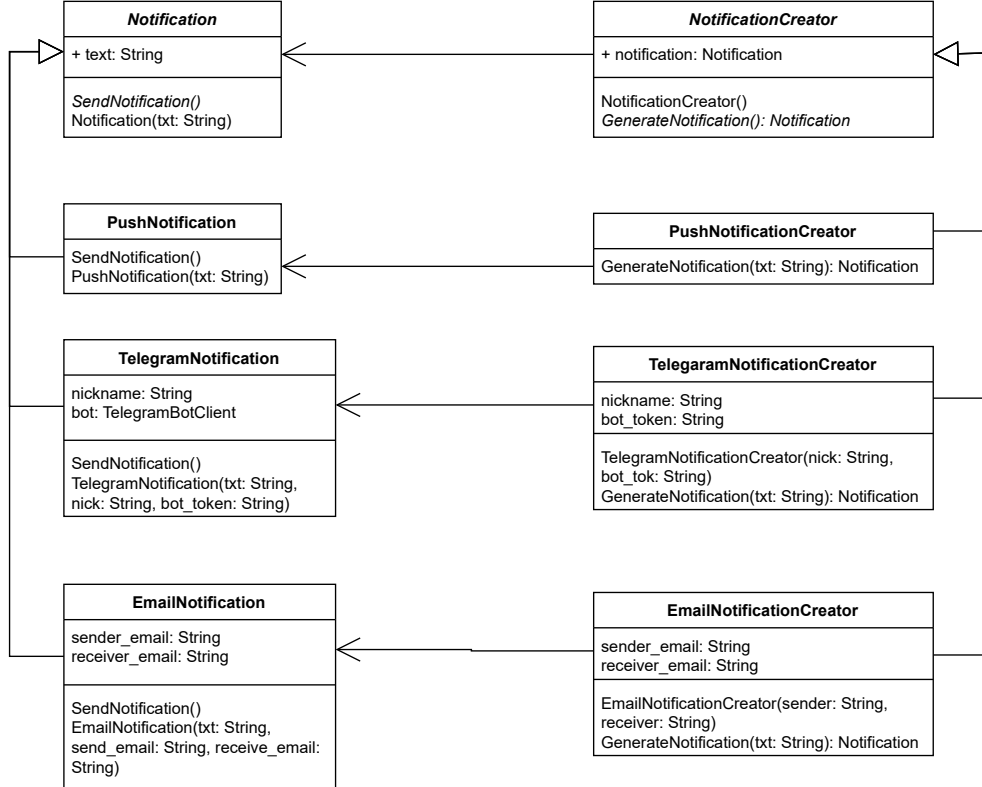 Notification
+ text: String
SendNotification()
Notification(txt: String)
NotificationCreator
+ notification: Notification
NotificationCreator()
GenerateNotification(): Notification
PushNotification
SendNotification()
PushNotification(txt: String)
PushNotificationCreator
GenerateNotification(txt: String): Notification
TelegramNotification
nickname: String
bot: TelegramBotClient
SendNotification()
TelegramNotification(txt: String,
nick: String, bot_token: String)
TelegaramNotificationCreator
nickname: String
bot_token: String
TelegramNotificationCreator(nick: String,
bot_tok: String)
GenerateNotification(txt: String): Notification
EmailNotification
sender_email: String
receiver_email: String
SendNotification()
EmailNotification(txt: String,
send_email: String, receive_email:
String)
EmailNotificationCreator
sender_email: String
receiver_email: String
EmailNotificationCreator(sender: String,
receiver: String)
GenerateNotification(txt: String): Notification